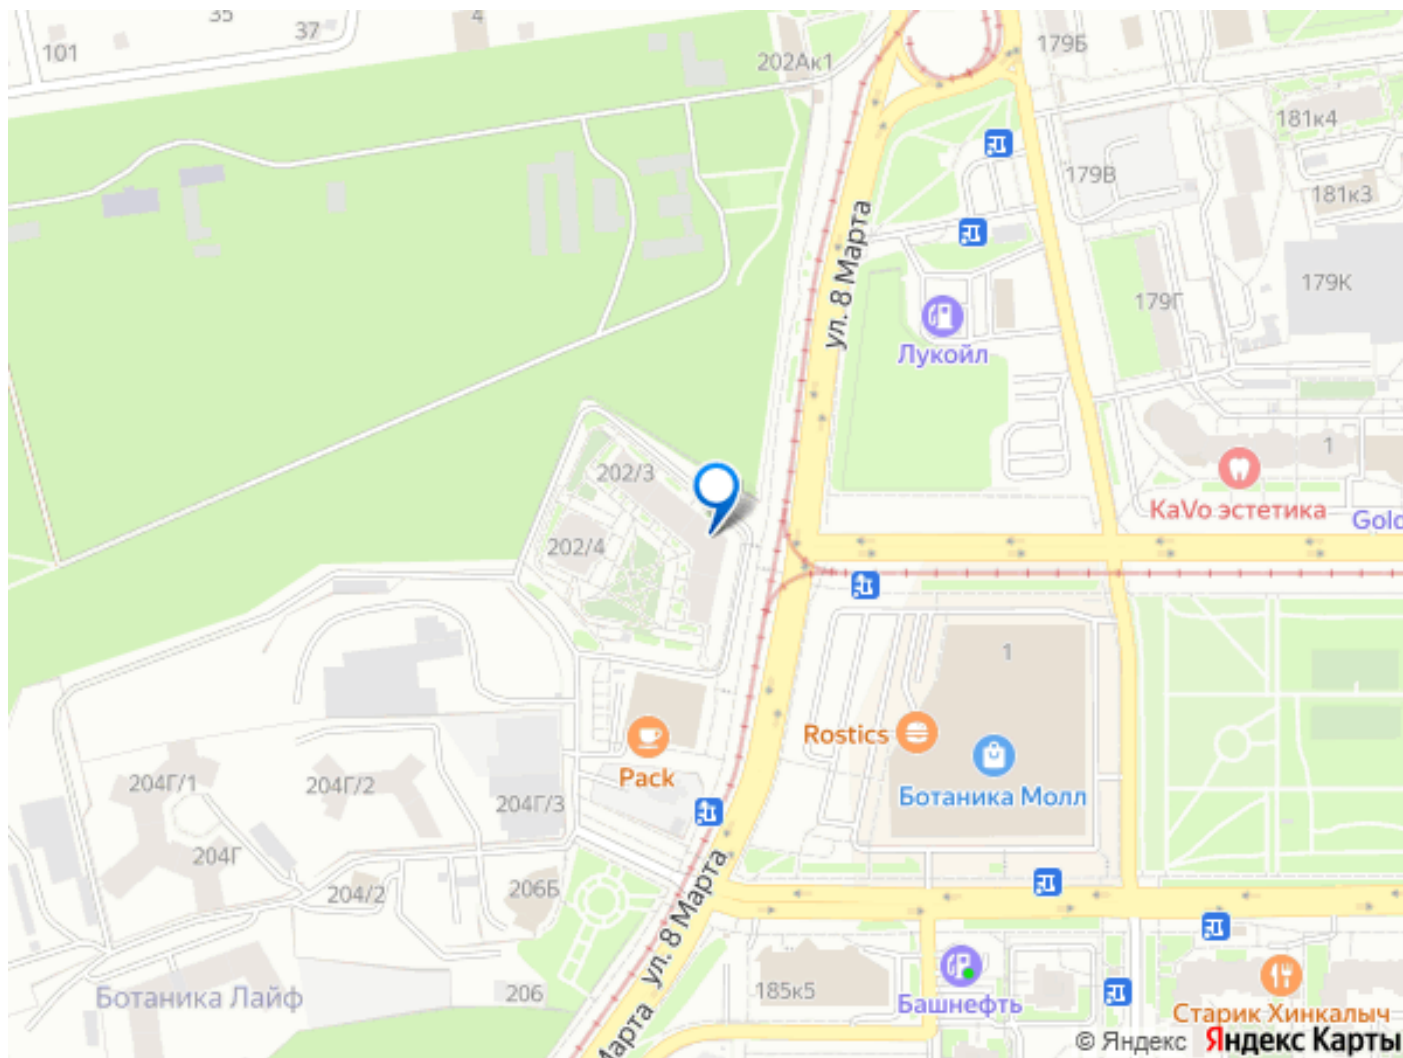 35
4
37
101
202Ак1
179Б
181к4
179В
181к3
ул. 8 Марта
179К
179Г
Лукойл
1
202/3
KaVo эстетика
Gold
202/4
1
Rostics
Pack
Ботаника Молл
204Г/1
204Г/2
204Г/3
204Г
204/2
206Б
ул. 8 Марта
Ботаника Лайф
206
185к5
Башнефть
Старик Хинкалыч
Марта
© Яндекс Яндекс Карты